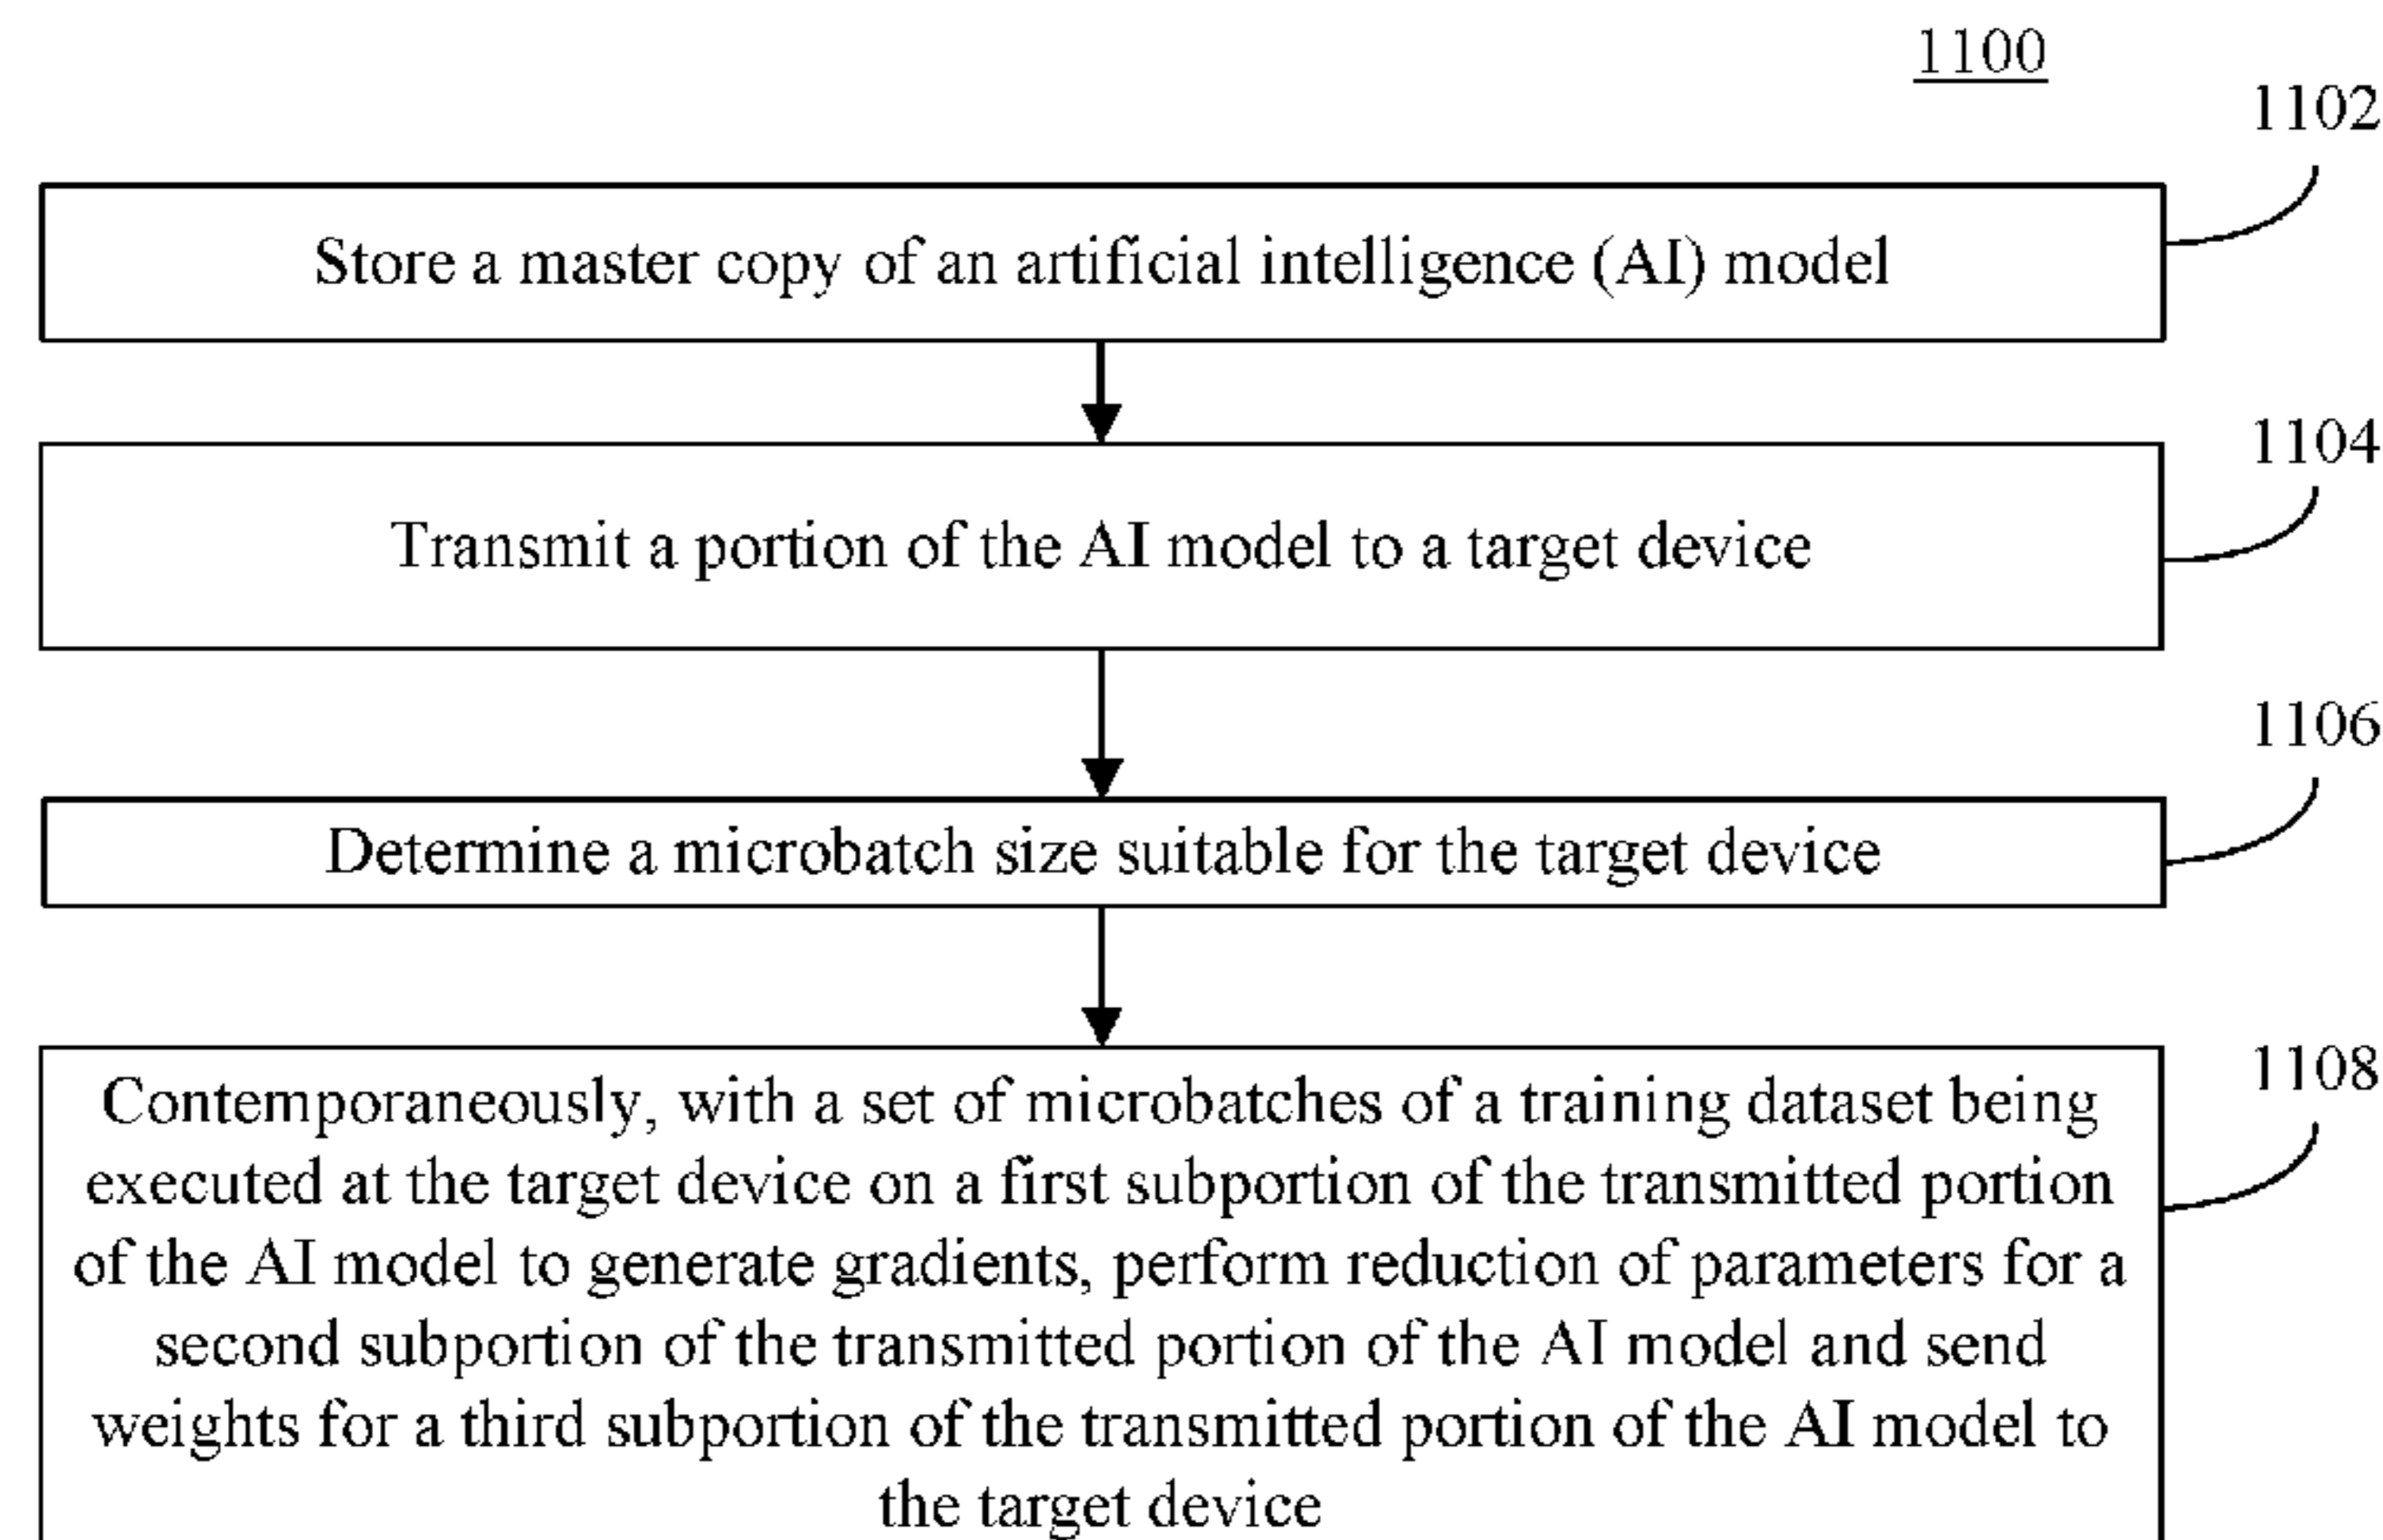 1100
1102
Store a master copy of an artificial intelligence (AI) model
1104
Transmit a portion of the AI model to a target device
1106
Determine a microbatch size suitable for the target device
1108
Contemporaneously, with a set of microbatches of a training dataset being
executed at the target device on a first subportion of the transmitted portion
of the AI model to generate gradients, perform reduction of parameters for a
second subportion of the transmitted portion of the AI model and send
weights for a third subportion of the transmitted portion of the AI model to
the target device